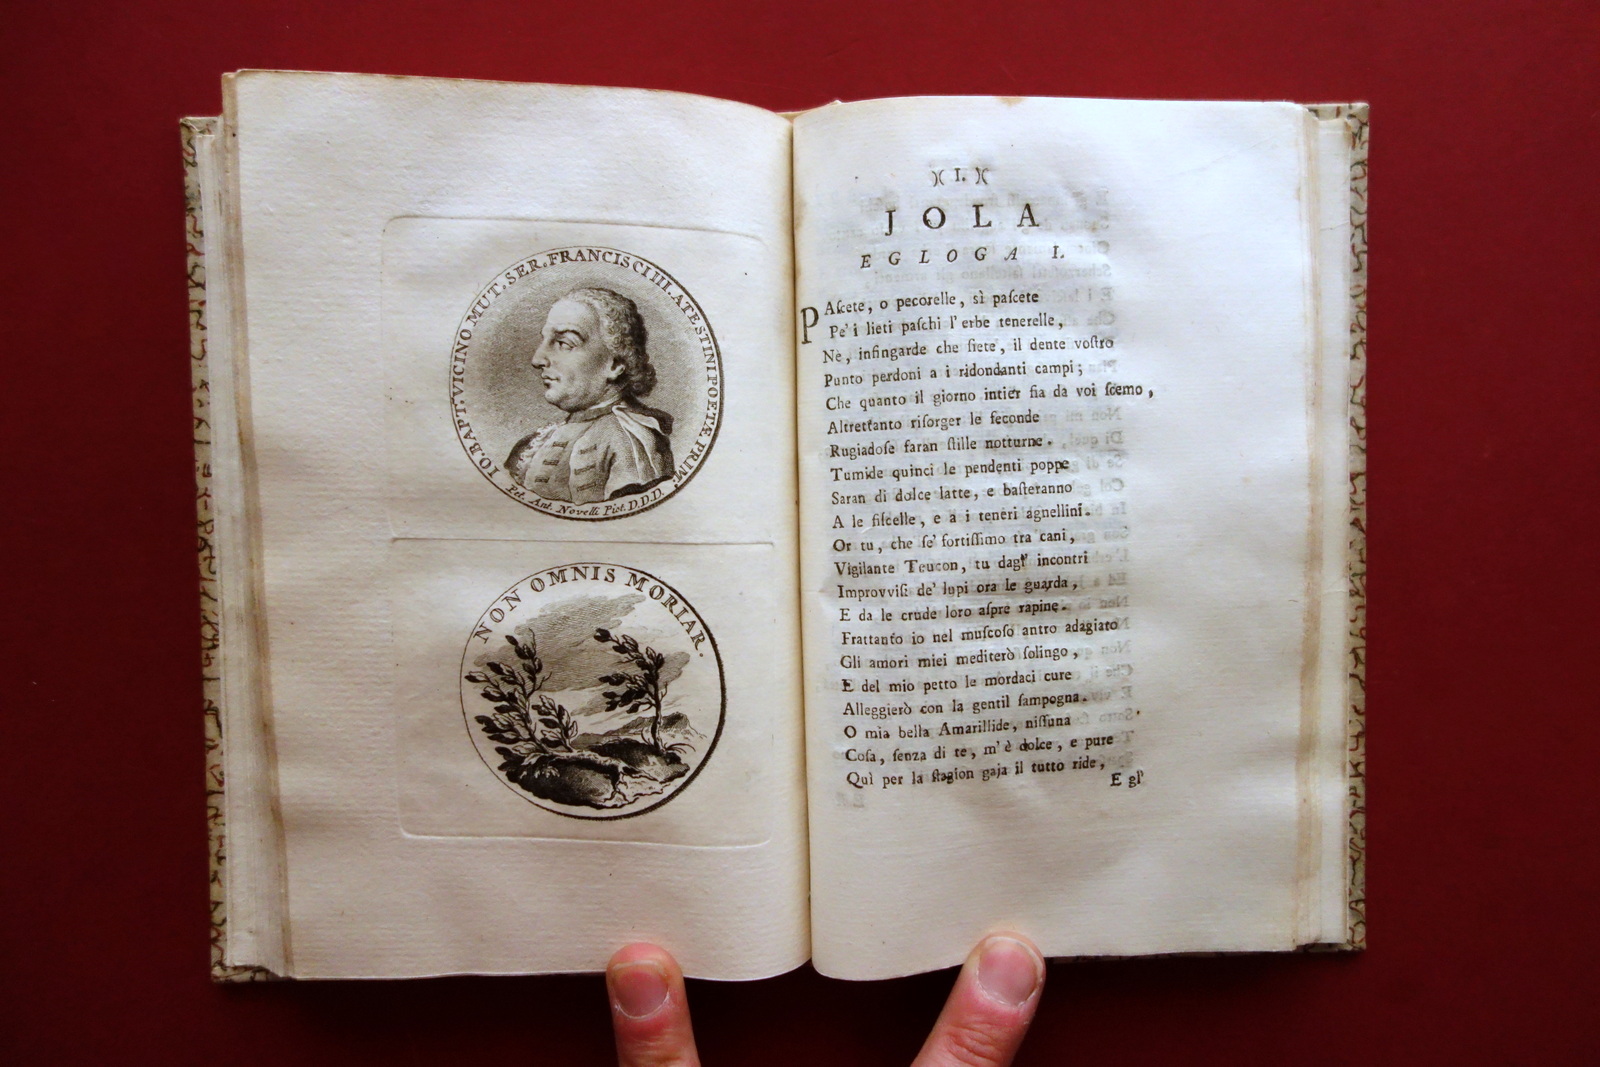 IO. BAPT. VICINO MUT. SER. FRANCISCI III. ATESTINI POETÆ PRIM.
Pet. Ant. Novelli Pict. D.D.D.
NON OMNIS MORIAR.
)( I. )(
JOLA
EGLOGA I.
PAſcete, o pecorelle, sì paſcete
Pe' i lieti paſchi l' erbe tenerelle,
Nè, infingarde che ſiete, il dente voſtro
Punto perdoni a i ridondanti campi;
Che quanto il giorno intier fia da voi ſcemo,
Altrettanto riſorger le ſeconde
Rugiadoſe faran ſtille notturne.
Tumide quinci le pendenti poppe
Saran di dolce latte, e baſteranno
A le fiſcelle, e a i teneri agnellini.
Or tu, che ſe' fortiſſimo tra' cani,
Vigilante Teucon, tu dagl' incontri
Improvviſi de' lupi ora le guarda,
E da le crude loro aſpre rapine.
Frattanto io nel muſcoſo antro adagiato
Gli amori miei mediterò ſolingo,
E del mio petto le mordaci cure
Alleggierò con la gentil ſampogna.
O mia bella Amarillide, niſſuna
Coſa, ſenza di te, m' è dolce, e pure
Quì per la ſtagion gaja il tutto ride,
E gl'